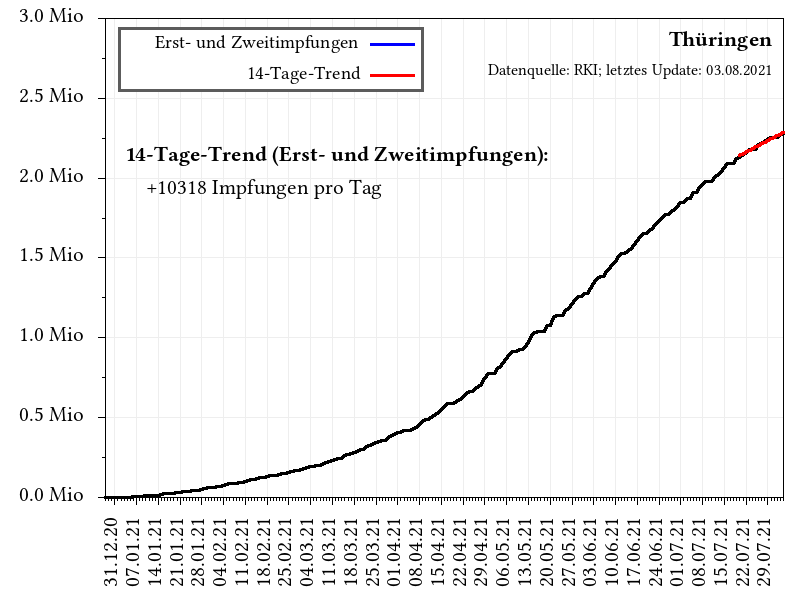 3.0 Mio
2.5 Mio
2.0 Mio
1.5 Mio
1.0 Mio
0.5 Mio
0.0 Mio
Erst- und Zweitimpfungen
14-Tage-Trend
Thüringen
Datenquelle: RKI; letztes Update: 03.08.2021
14-Tage-Trend (Erst- und Zweitimpfungen):
+10318 Impfungen pro Tag
31.12.20
07.01.21
14.01.21
21.01.21
28.01.21
04.02.21
11.02.21
18.02.21
25.02.21
04.03.21
11.03.21
18.03.21
25.03.21
01.04.21
08.04.21
15.04.21
22.04.21
29.04.21
06.05.21
13.05.21
20.05.21
27.05.21
03.06.21
10.06.21
17.06.21
24.06.21
01.07.21
08.07.21
15.07.21
22.07.21
29.07.21